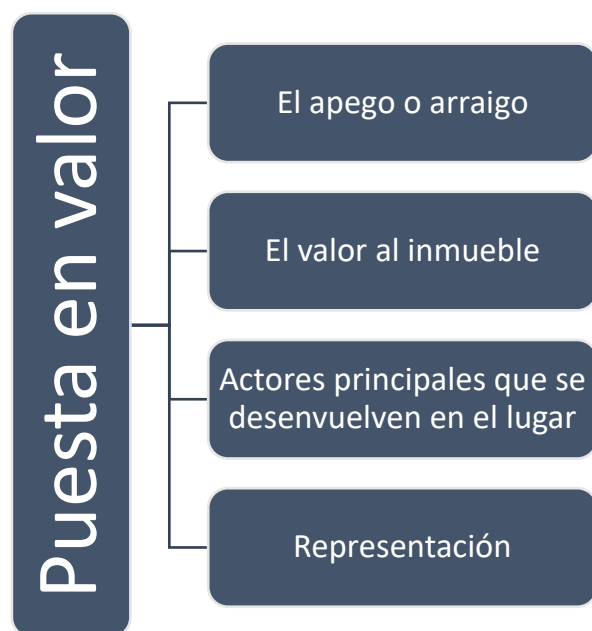 Puesta en valor
El apego o arraigo
El valor al inmueble
Actores principales que se
desenvuelven en el lugar
Representación